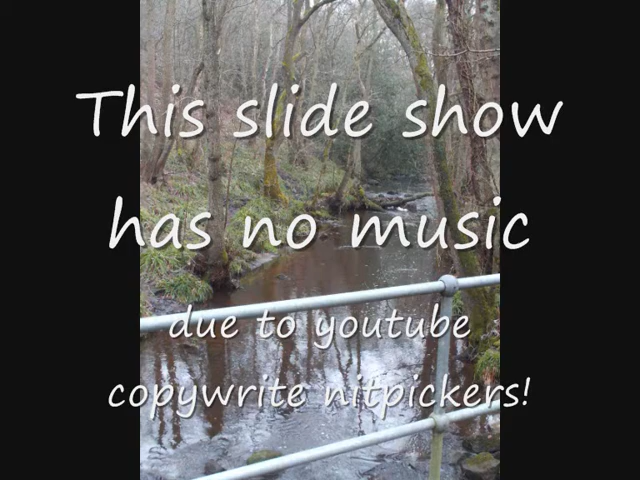 This slide show
has no music
due to youtube
copywrite nitpickers!